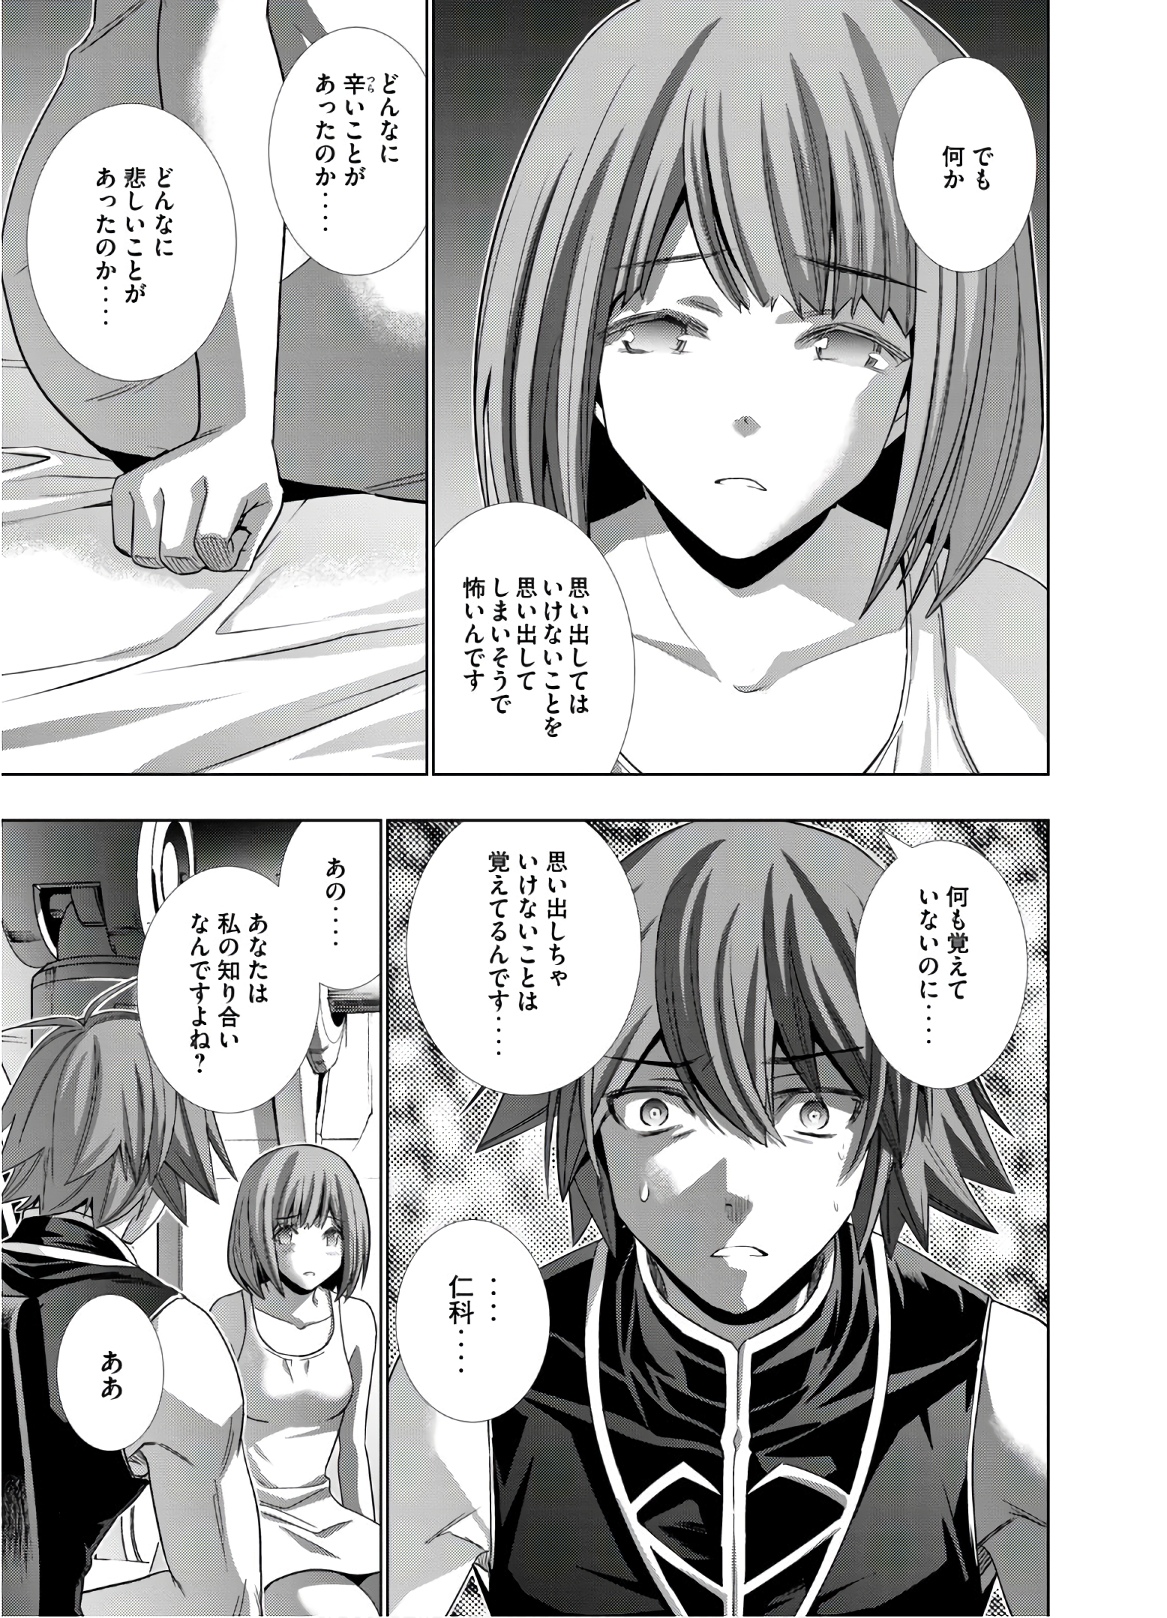 でも
何か
思い出しては
いけないことを
思い出して
しまいそうで
怖いんです
どんなに
辛いことが
つら
あったのか‥‥
どんなに
悲しいことが
あったのか‥‥
何も覚えて
いないのに‥‥
思い出しちゃ
いけないことは
覚えてるんです‥‥
‥‥
仁科‥‥
あの‥‥
あなたは
私の知り合い
なんですよね?
ああ